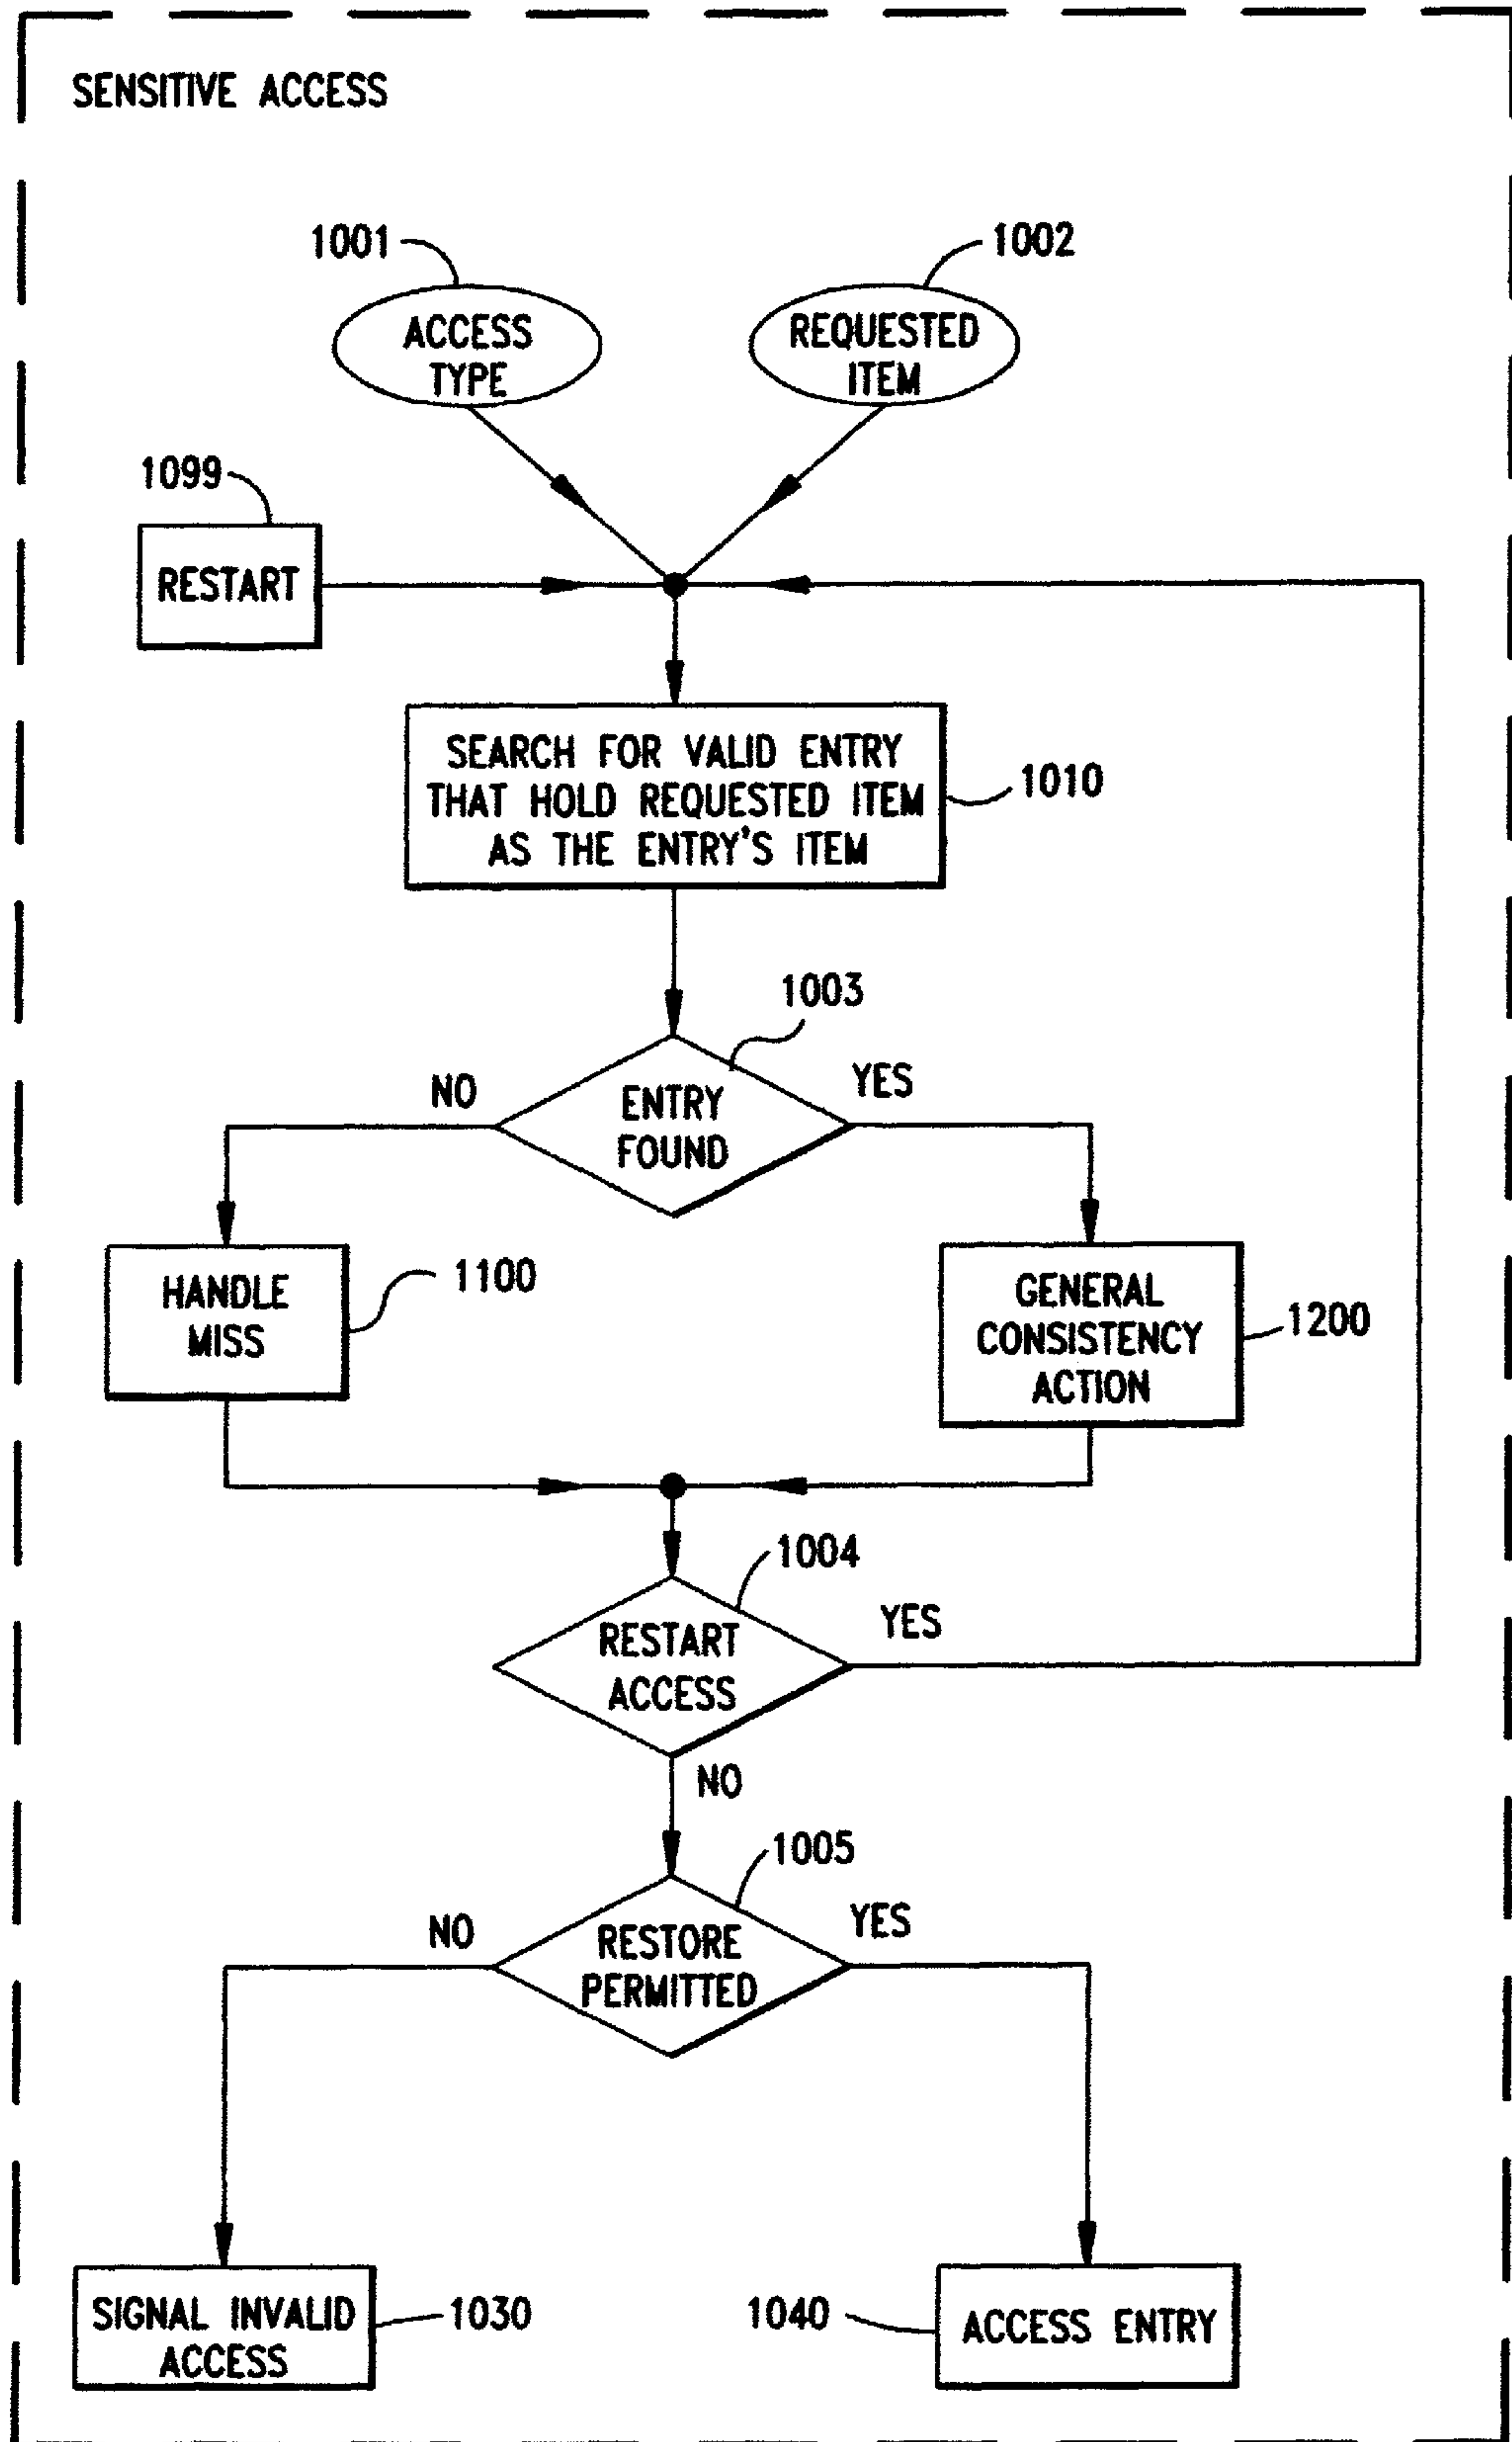 SENSITIVE ACCESS
1001
1002
ACCESS
TYPE
REQUESTED
ITEM
1099
RESTART
SEARCH FOR VALID ENTRY
THAT HOLD REQUESTED ITEM
AS THE ENTRY'S ITEM
1010
1003
NO
YES
ENTRY
FOUND
HANDLE
MISS
1100
GENERAL
CONSISTENCY
ACTION
1200
1004
RESTART
ACCESS
YES
NO
1005
NO
YES
RESTORE
PERMITTED
SIGNAL INVALID
ACCESS
1030
1040
ACCESS ENTRY